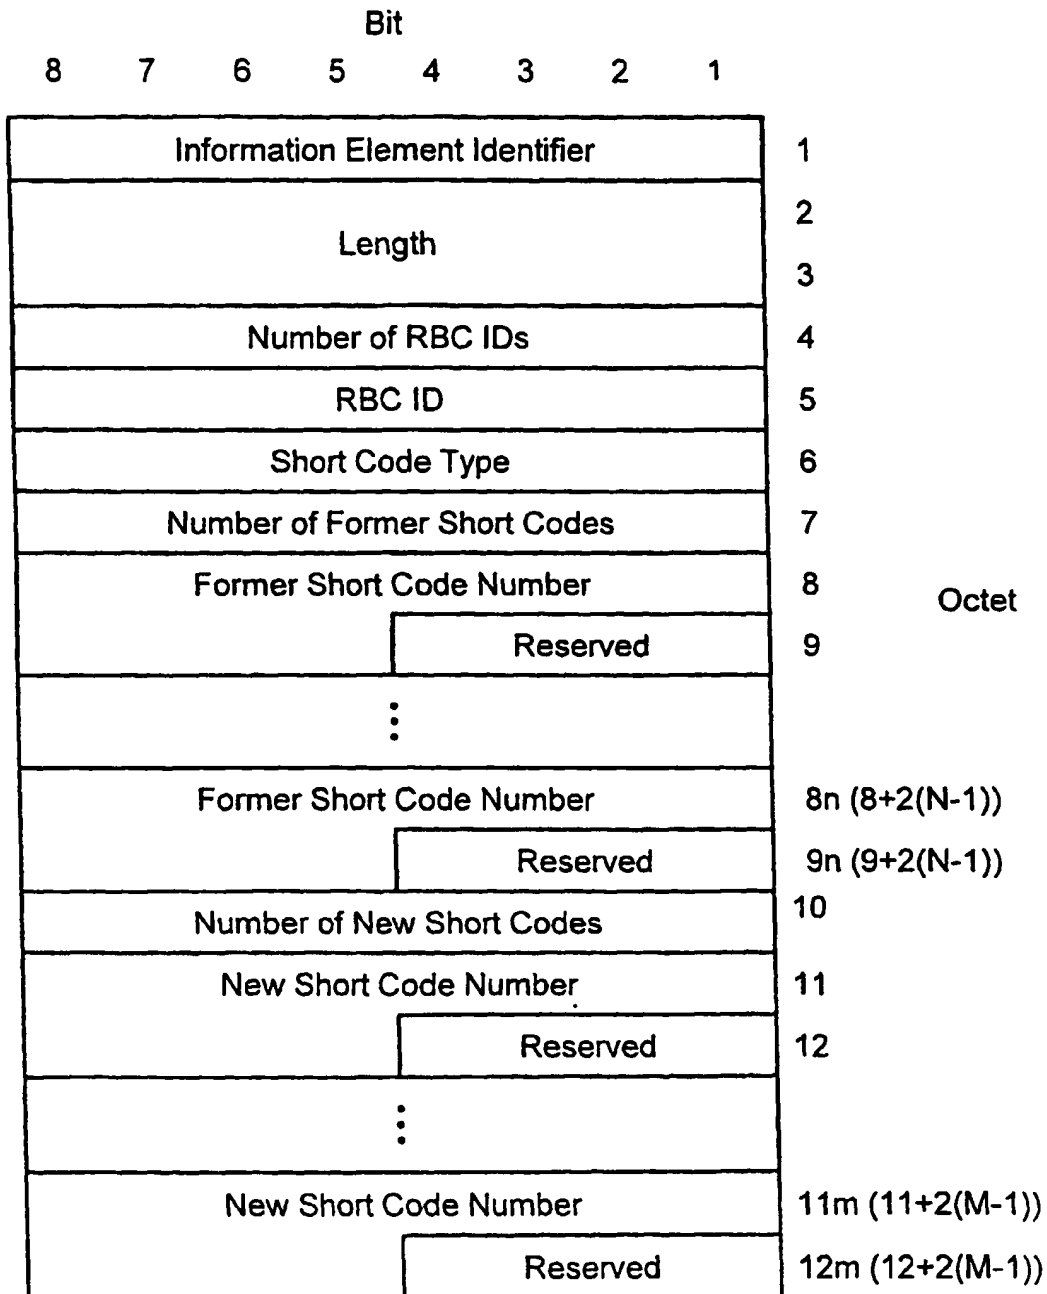 Bit
8 7 6 5 4 3 2 1
Information Element Identifier 1
2
Length
3
Number of RBC IDs 4
RBC ID 5
Short Code Type 6
Number of Former Short Codes 7
Former Short Code Number 8
Octet
Reserved 9
Former Short Code Number 8n (8+2(N-1))
Reserved 9n (9+2(N-1))
Number of New Short Codes 10
New Short Code Number 11
Reserved 12
New Short Code Number 11m (11+2(M-1))
Reserved 12m (12+2(M-1))